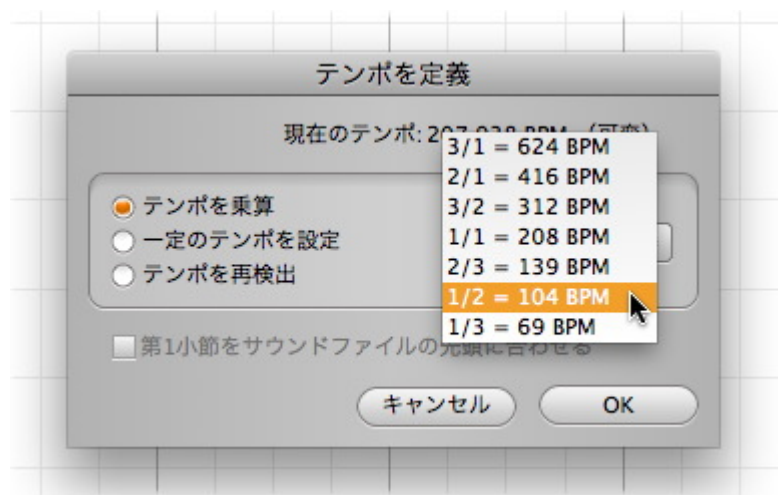 テンポを定義
現在のテンポ:
3/1 = 624 BPM
2/1 = 416 BPM
3/2 = 312 BPM
1/1 = 208 BPM
2/3 = 139 BPM
1/2 = 104 BPM
1/3 = 69 BPM
テンポを乗算
一定のテンポを設定
テンポを再検出
第1小節をサウンドファイルの先頭に合わせる
キャンセル
OK